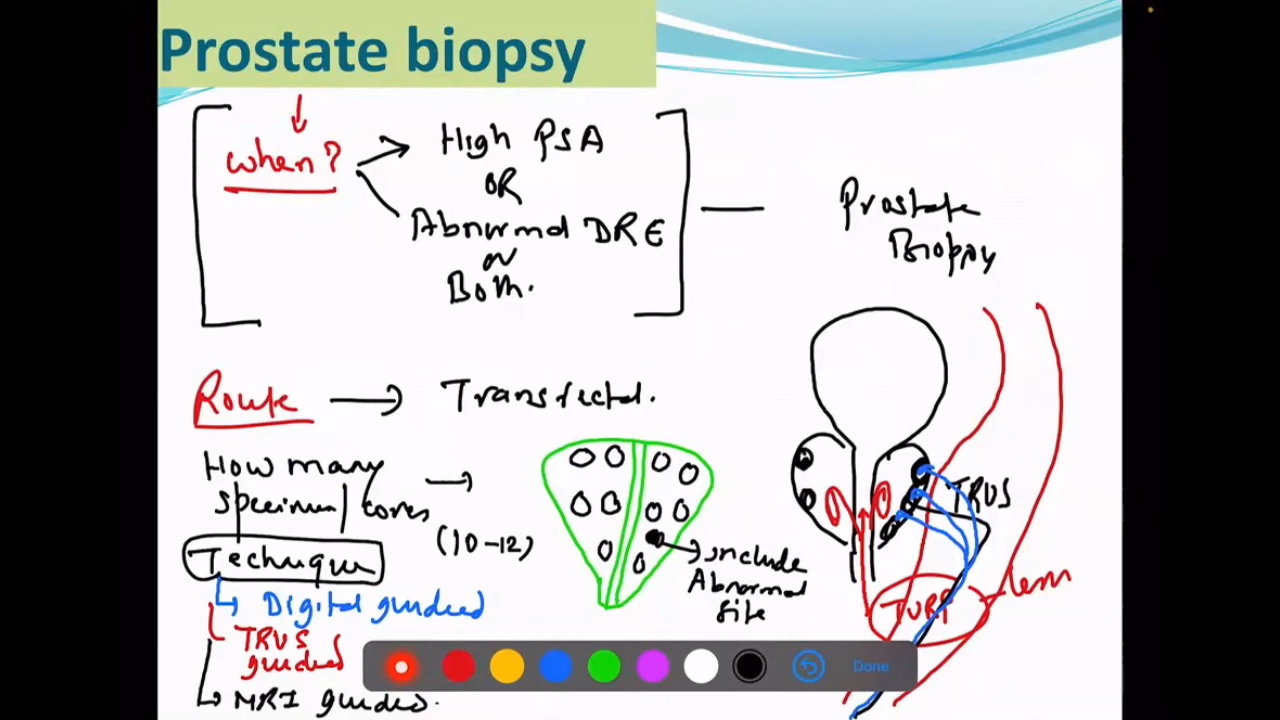 Prostate biopsy
when?
High PSA
OR
Abnormal DRE
or
Both.
Prostate
Biopsy
Route
Transrectal.
How many
specimen/cores
(10-12)
Technique
Digital guided
TRUS
guided
MRI guided.
include
Abnormal
Site
TRUS
TURP
less
Done